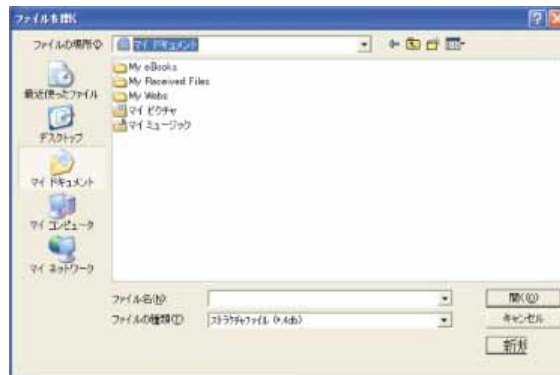 ファイルを開く
ファイルの場所(I)
マイ ドキュメント
My eBooks
My Received Files
My Webs
マイ ピクチャ
マイ ミュージック
最近使ったファイル
デスクトップ
マイ ドキュメント
マイ コンピュータ
マイ ネットワーク
ファイル名(N)
開く(O)
ファイルの種類(T)
ストラクチャファイル (*.4db)
キャンセル
新規